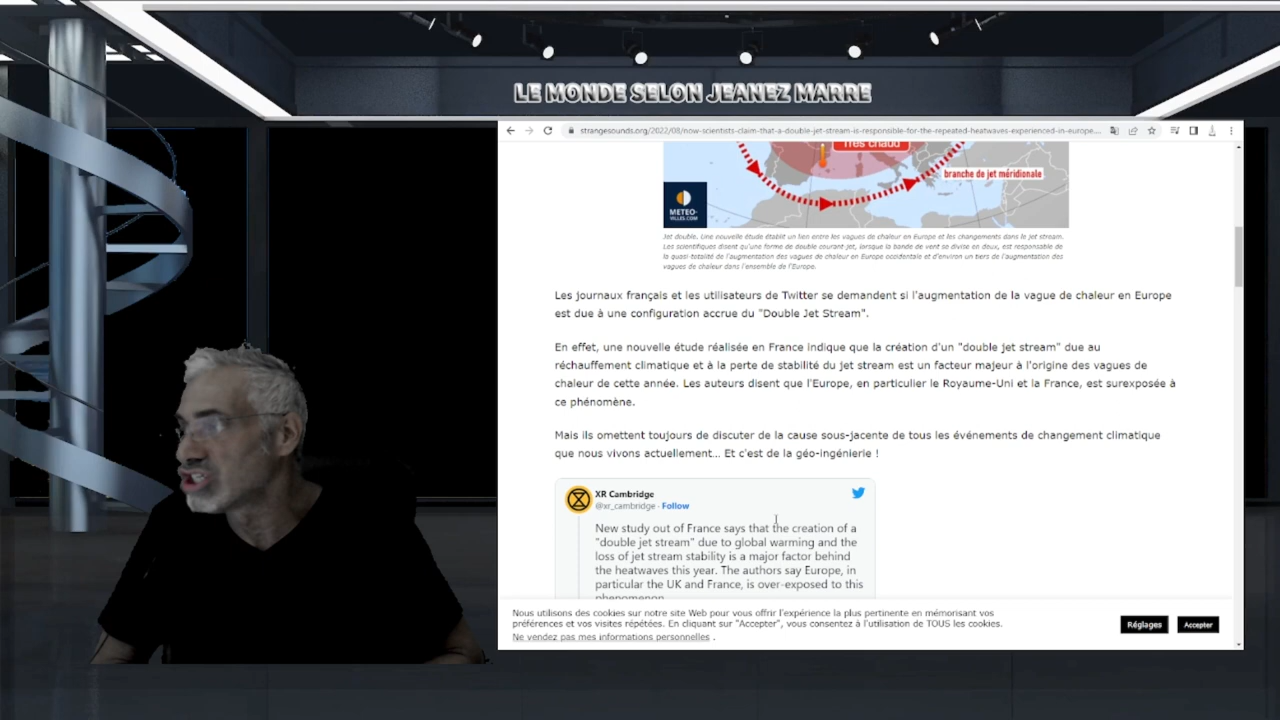 LE MONDE SELON JEANEZ MARRE
strangesounds.org/2022/08/now-scientists-claim-that-a-double-jet-stream-is-responsible-for-the-repeated-heatwaves-experienced-in-europe...
Très chaud
branche de jet méridionale
METEO-
VILLES.COM
Jet double. Une nouvelle étude établit un lien entre les vagues de chaleur en Europe et les changements dans le jet stream.
Les scientifiques disent qu'une forme de double courant-jet, lorsque la bande de vent se divise en deux, est responsable de
la quasi-totalité de l'augmentation des vagues de chaleur en Europe occidentale et d'environ un tiers de l'augmentation des
vagues de chaleur dans l'ensemble de l'Europe.
Les journaux français et les utilisateurs de Twitter se demandent si l'augmentation de la vague de chaleur en Europe
est due à une configuration accrue du "Double Jet Stream".
En effet, une nouvelle étude réalisée en France indique que la création d'un "double jet stream" due au
réchauffement climatique et à la perte de stabilité du jet stream est un facteur majeur à l'origine des vagues de
chaleur de cette année. Les auteurs disent que l'Europe, en particulier le Royaume-Uni et la France, est surexposée à
ce phénomène.
Mais ils omettent toujours de discuter de la cause sous-jacente de tous les événements de changement climatique
que nous vivons actuellement... Et c'est de la géo-ingénierie !
XR Cambridge
@xr_cambridge · Follow
New study out of France says that the creation of a
"double jet stream" due to global warming and the
loss of jet stream stability is a major factor behind
the heatwaves this year. The authors say Europe, in
particular the UK and France, is over-exposed to this
phenomenon
Nous utilisons des cookies sur notre site Web pour vous offrir l'expérience la plus pertinente en mémorisant vos
préférences et vos visites répétées. En cliquant sur "Accepter", vous consentez à l'utilisation de TOUS les cookies.
Ne vendez pas mes informations personnelles .
Réglages
Accepter